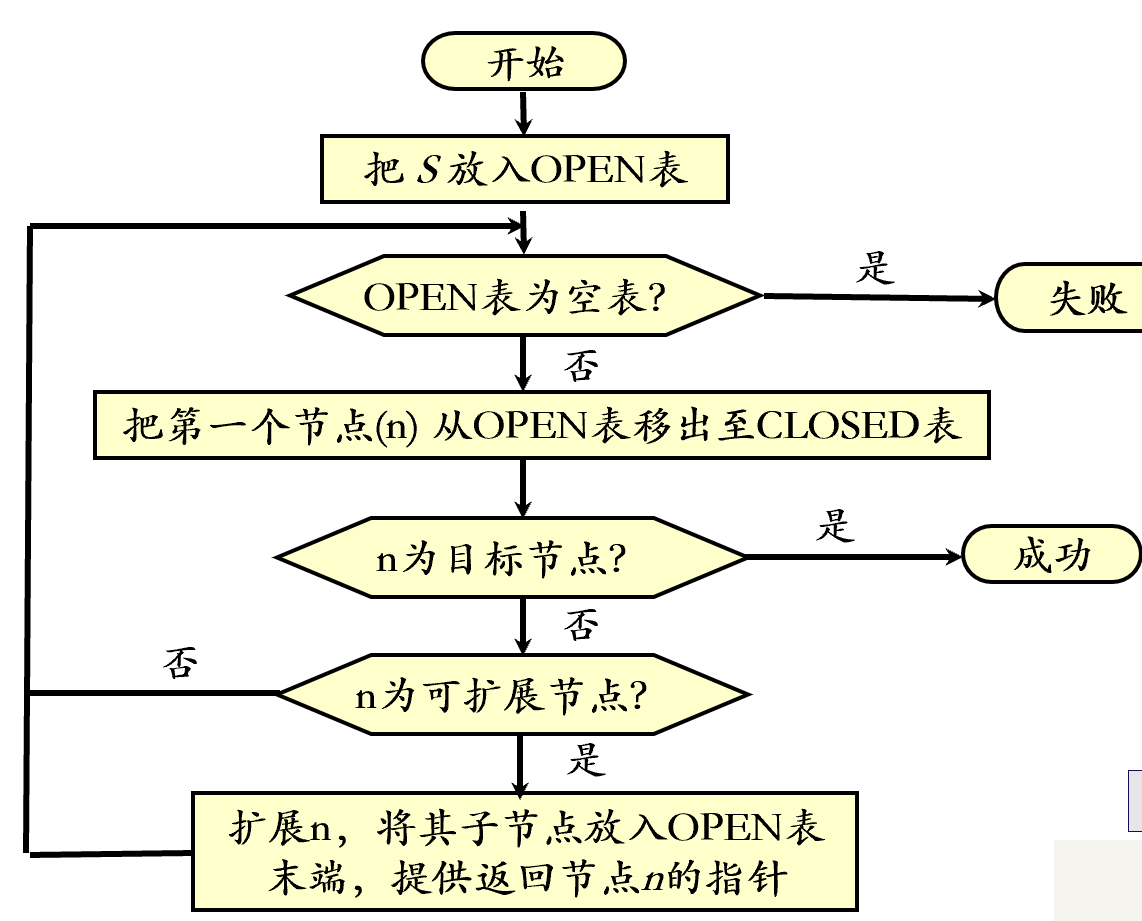 开始
把 S 放入OPEN表
OPEN表为空表?
是
失败
否
把第一个节点(n) 从OPEN表移出至CLOSED表
n为目标节点?
是
成功
否
n为可扩展节点?
否
是
扩展n，将其子节点放入OPEN表
末端，提供返回节点n的指针